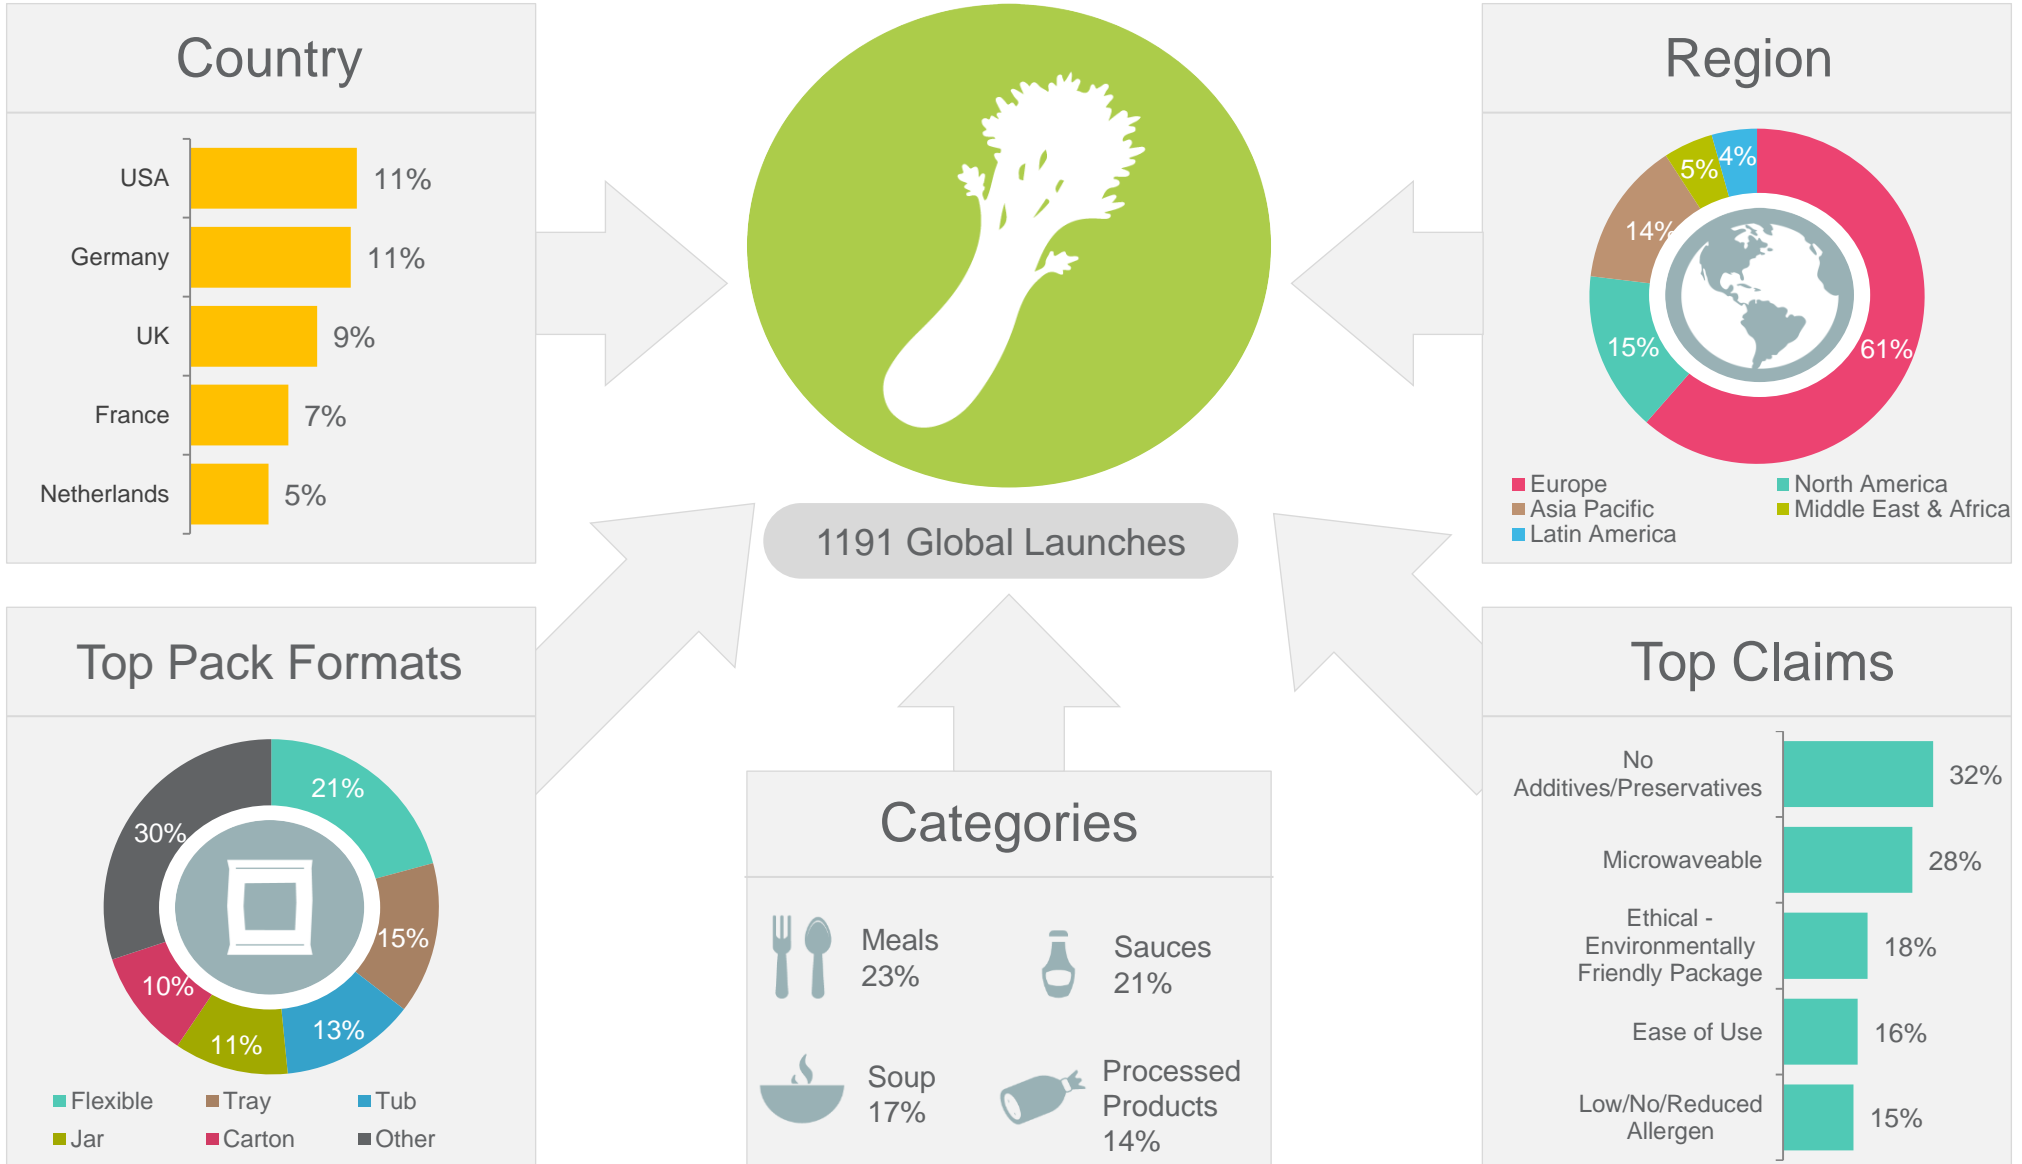 Country
USA
11%
Germany
11%
UK
9%
France
7%
Netherlands
5%
1191 Global Launches
Region
5%
4%
14%
15%
61%
Europe
North America
Asia Pacific
Middle East & Africa
Latin America
Top Pack Formats
21%
30%
15%
10%
13%
11%
Flexible
Tray
Tub
Jar
Carton
Other
Categories
Meals
23%
Sauces
21%
Soup
17%
Processed
Products
14%
Top Claims
No
Additives/Preservatives
32%
Microwaveable
28%
Ethical -
Environmentally
Friendly Package
18%
Ease of Use
16%
Low/No/Reduced
Allergen
15%